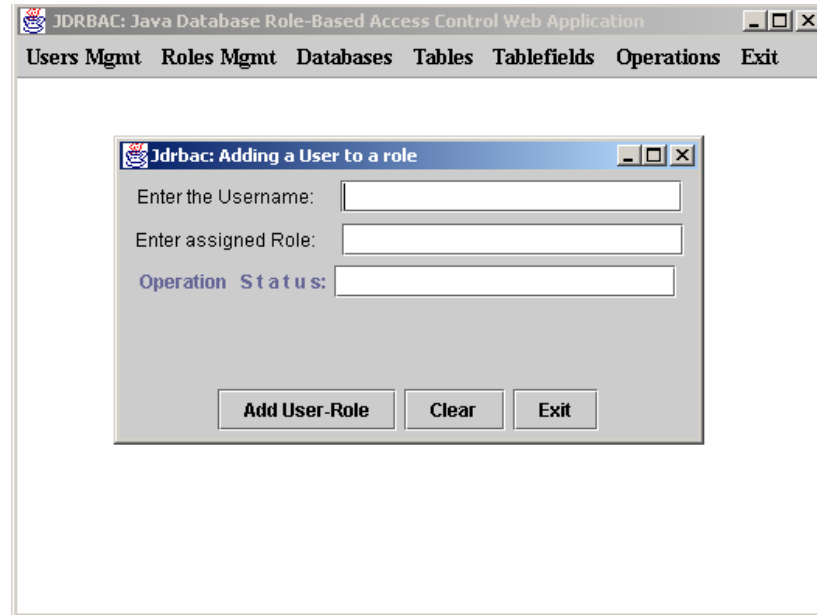 JDRBAC: Java Database Role-Based Access Control Web Application
Users Mgmt Roles Mgmt Databases Tables Tablefields Operations Exit
Jdrbac: Adding a User to a role
Enter the Username:
Enter assigned Role:
Operation Status:
Add User-Role Clear Exit